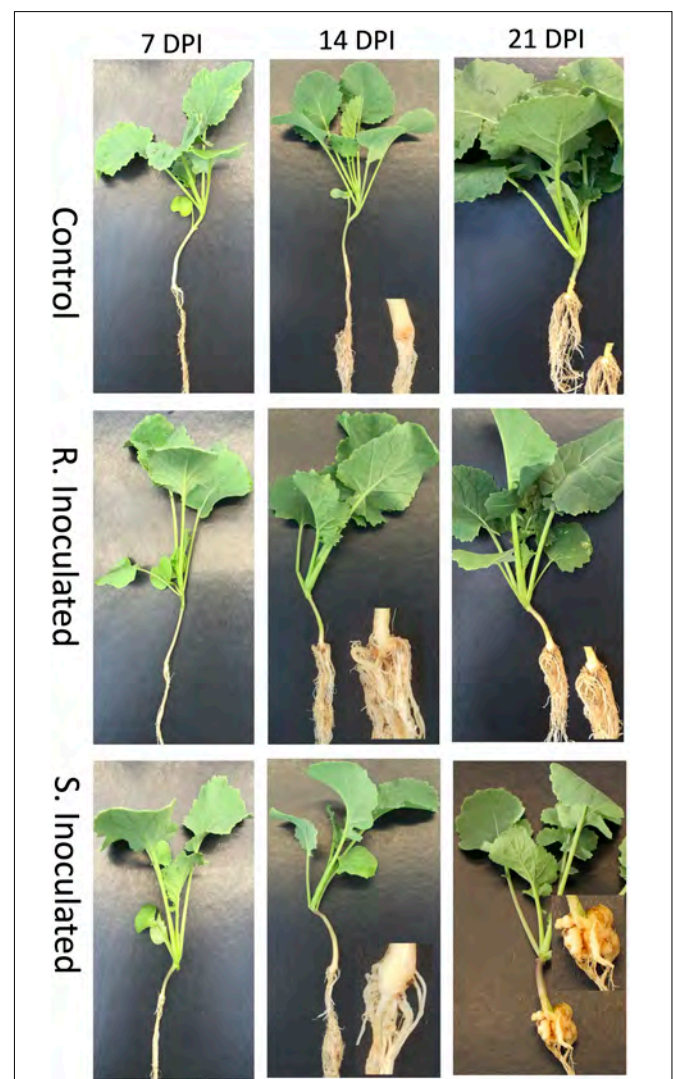 7 DPI
14 DPI
21 DPI
Control
R. Inoculated
S. Inoculated